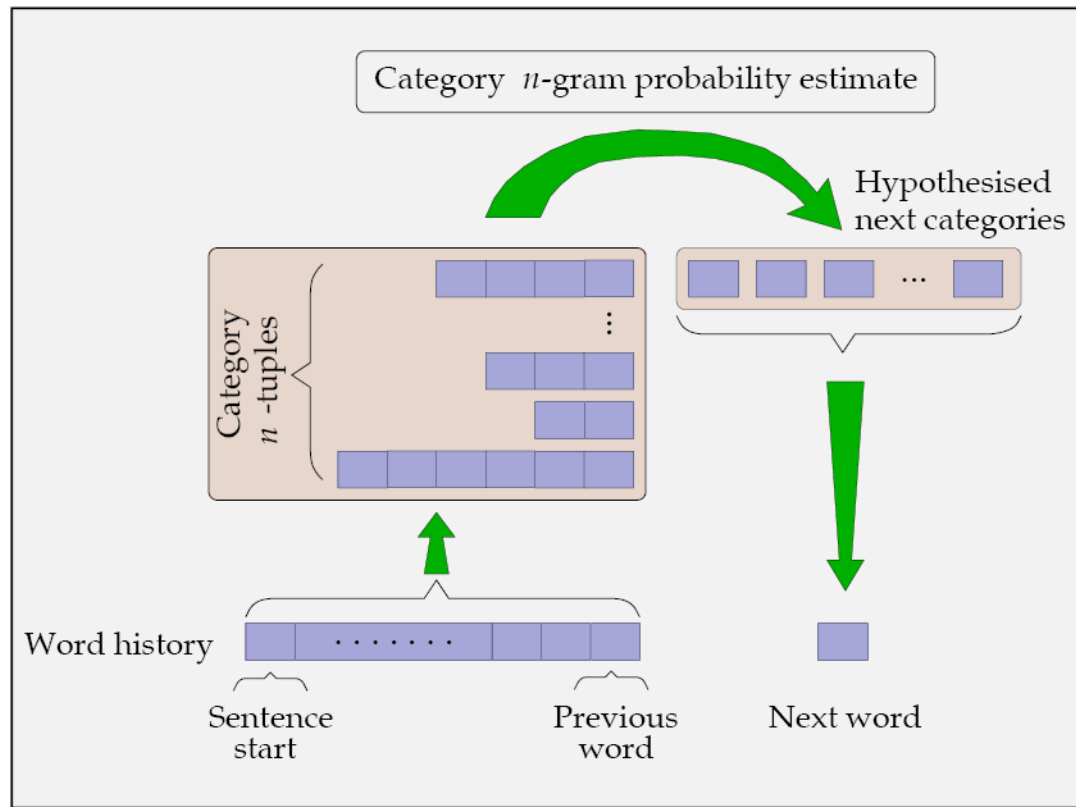 Category n-gram probability estimate
Hypothesised
next categories
...
Category
n -tuples
...
Word history
.......
Sentence
start
Previous
word
Next word